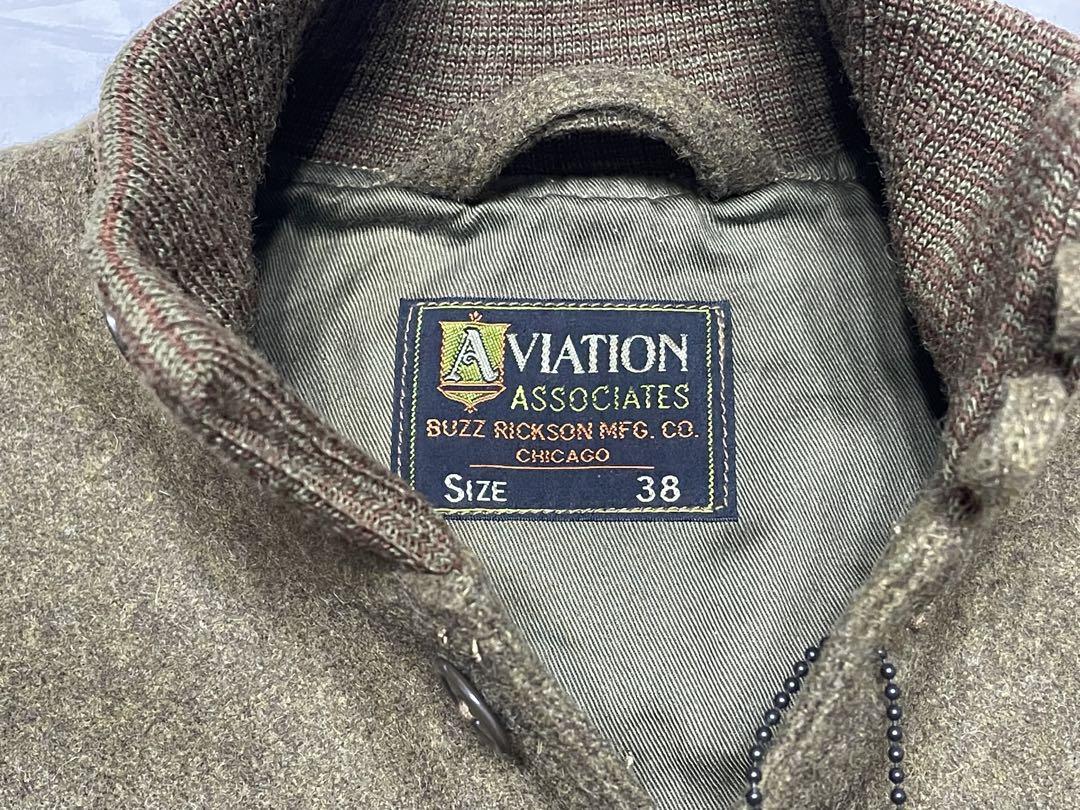 AVIATION
ASSOCIATES
BUZZ RICKSON MFG. CO.
CHICAGO
SIZE 38